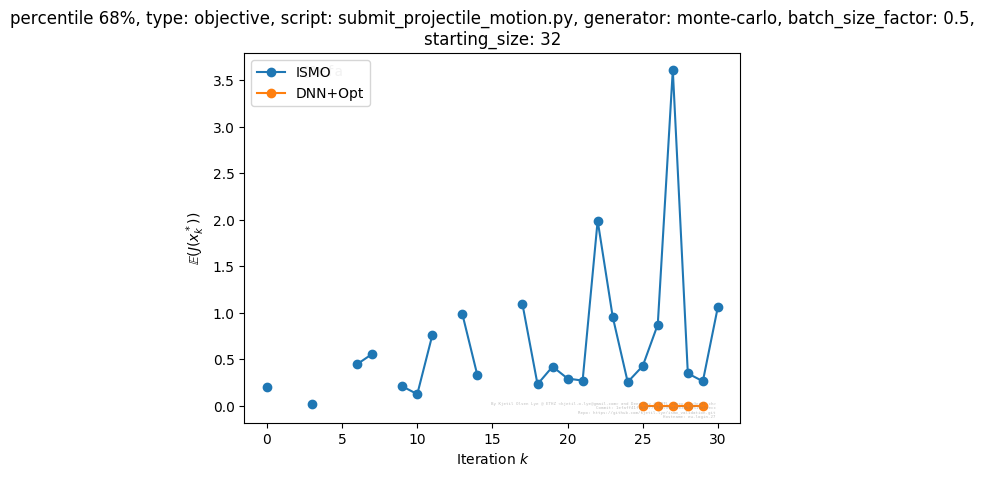 percentile 68%, type: objective, script: submit_projectile_motion.py, generator: monte-carlo, batch_size_factor: 0.5,
starting_size: 32
ISMO
DNN+Opt
3.5
3.0
2.5
2.0
1.5
1.0
0.5
0.0
𝔼(J(x_k^*))
0
5
10
15
20
25
30
Iteration k